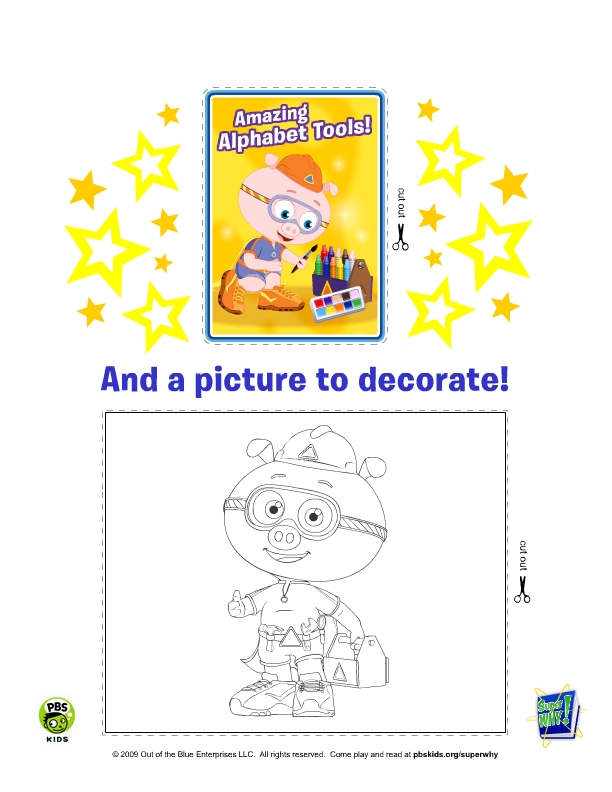 Amazing
Alphabet Tools!
cut out
And a picture to decorate!
cut out
PBS
KIDS
SUPER
WHY!
© 2009 Out of the Blue Enterprises LLC. All rights reserved. Come play and read at pbskids.org/superwhy